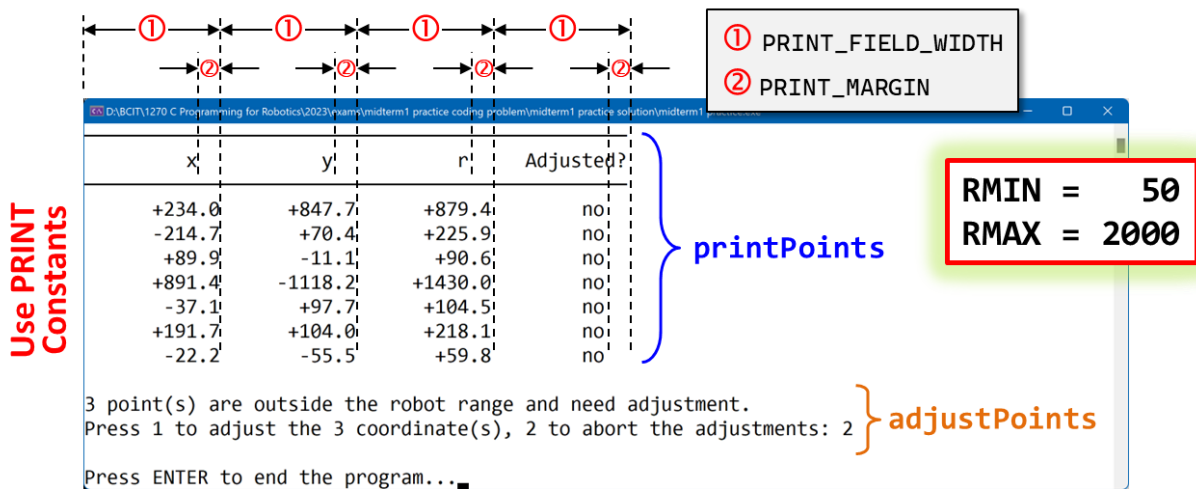 ① ① ① ①
① PRINT_FIELD_WIDTH
② ② ② ②
② PRINT_MARGIN
D:\BCIT\1270 C Programming for Robotics\2023\exams\midterm1 practice coding problem\midterm1 practice solution\midterm1 practice.exe
x y r Adjusted?
RMIN = 50
RMAX = 2000
+234.0 +847.7 +879.4 no
-214.7 +70.4 +225.9 no
+89.9 -11.1 +90.6 no
+891.4 -1118.2 +1430.0 no
-37.1 +97.7 +104.5 no
+191.7 +104.0 +218.1 no
-22.2 -55.5 +59.8 no
printPoints
Use PRINT
Constants
3 point(s) are outside the robot range and need adjustment.
Press 1 to adjust the 3 coordinate(s), 2 to abort the adjustments: 2
adjustPoints
Press ENTER to end the program...